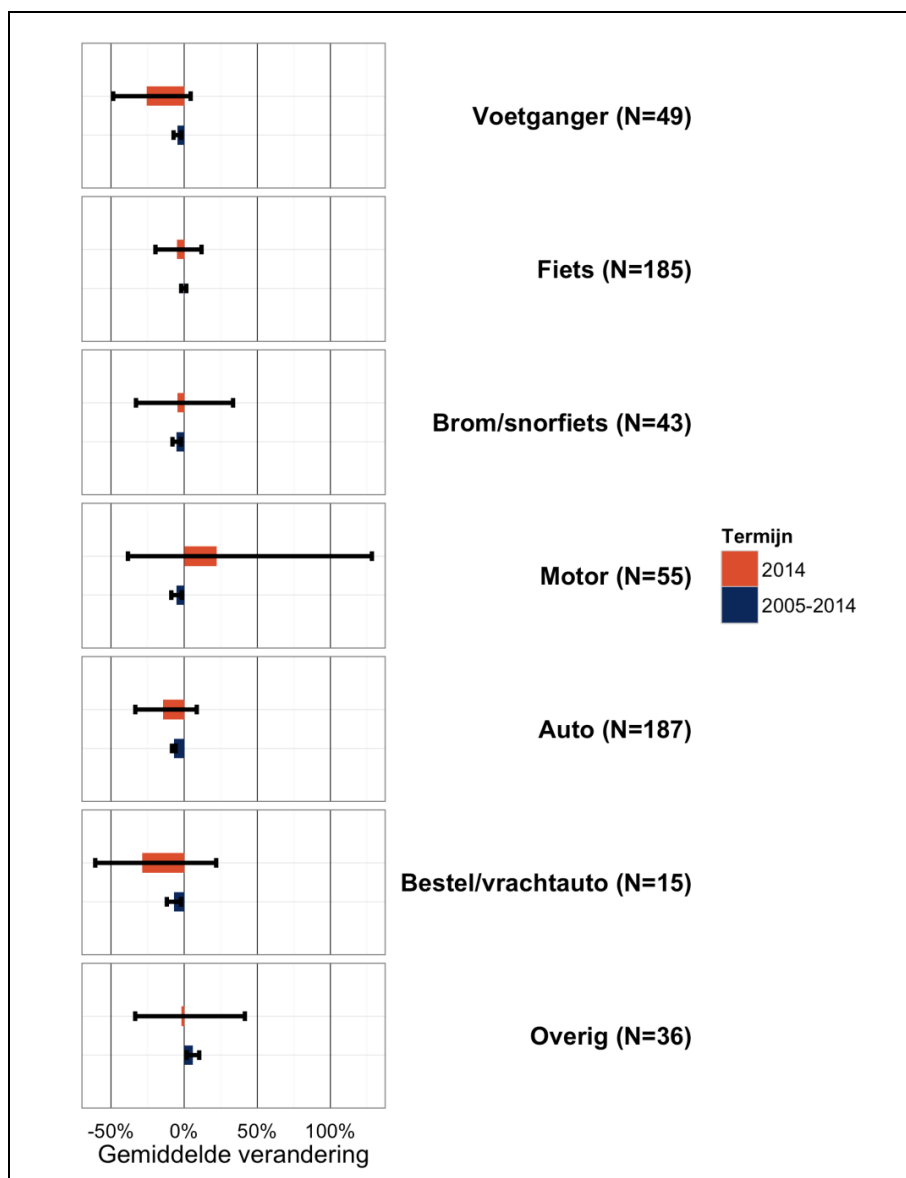 Voetganger (N=49)
Fiets (N=185)
Brom/snorfiets (N=43)
Motor (N=55)
Termijn
2014
2005-2014
Auto (N=187)
Bestel/vrachtauto (N=15)
Overig (N=36)
-50% 0% 50% 100%
Gemiddelde verandering